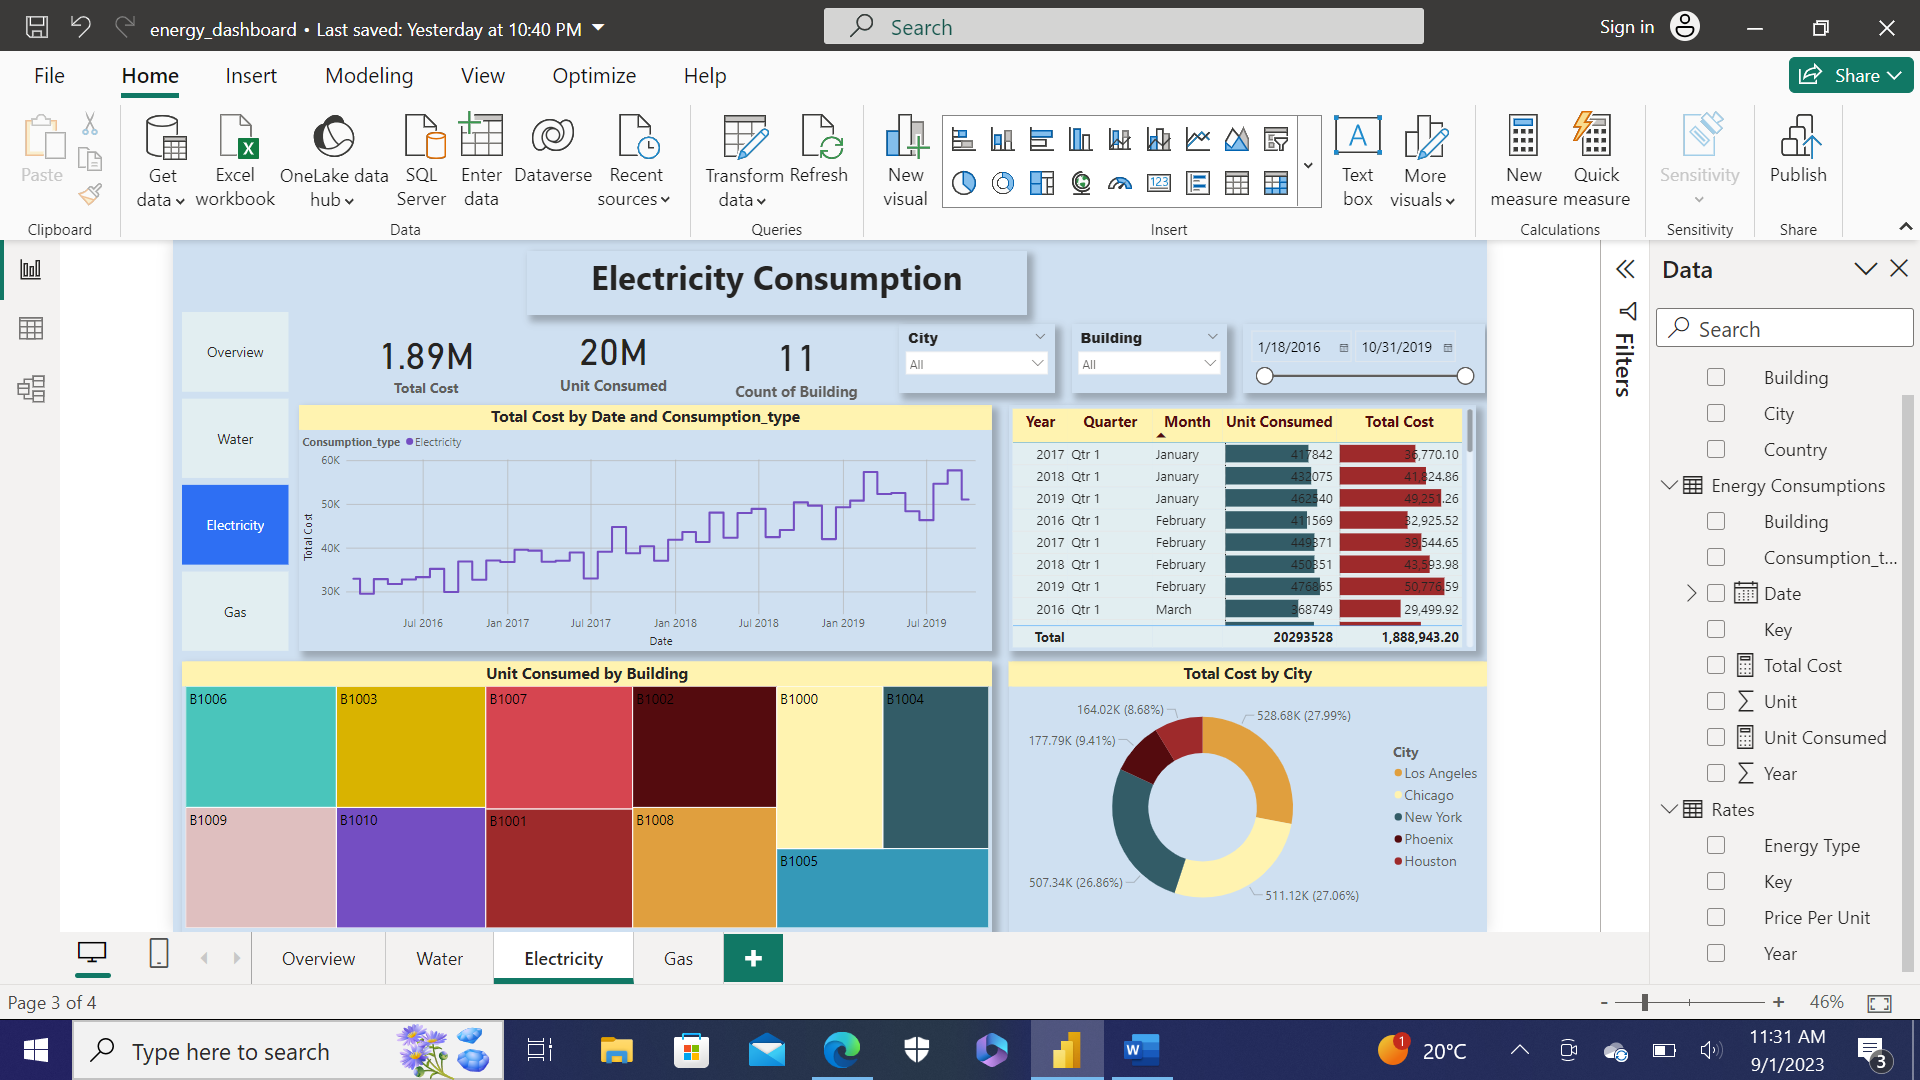 energy_dashboard • Last saved: Yesterday at 10:40 PM
Search
Sign in
File
Home
Insert
Modeling
View
Optimize
Help
Share
Paste
Get data
Excel workbook
OneLake data hub
SQL Server
Enter data
Dataverse
Recent sources
Transform data
Refresh
New visual
Text box
More visuals
New measure
Quick measure
Sensitivity
Publish
Clipboard
Data
Queries
Insert
Calculations
Sensitivity
Share
Electricity Consumption
Overview
Water
Electricity
Gas
1.89M
Total Cost
20M
Unit Consumed
11
Count of Building
City
All
Building
All
1/18/2016
10/31/2019
Total Cost by Date and Consumption_type
Consumption_type Electricity
60K
50K
40K
30K
Total Cost
Jul 2016 Jan 2017 Jul 2017 Jan 2018 Jul 2018 Jan 2019 Jul 2019
Date
Year Quarter Month Unit Consumed Total Cost
2017 Qtr 1 January 417842 36,770.10
2018 Qtr 1 January 432075 41,824.86
2019 Qtr 1 January 462540 49,251.26
2016 Qtr 1 February 411569 32,925.52
2017 Qtr 1 February 449371 39,544.65
2018 Qtr 1 February 450351 43,593.98
2019 Qtr 1 February 476865 50,776.59
2016 Qtr 1 March 368749 29,499.92
Total 20293528 1,888,943.20
Unit Consumed by Building
B1006
B1003
B1007
B1002
B1000
B1004
B1009
B1010
B1001
B1008
B1005
Total Cost by City
164.02K (8.68%)
528.68K (27.99%)
177.79K (9.41%)
507.34K (26.86%)
511.12K (27.06%)
City
Los Angeles
Chicago
New York
Phoenix
Houston
Filters
Data
Search
Building
City
Country
Energy Consumptions
Building
Consumption_t...
Date
Key
Total Cost
Unit
Unit Consumed
Year
Rates
Energy Type
Key
Price Per Unit
Year
Overview
Water
Electricity
Gas
Page 3 of 4
- + 46%
Type here to search
1
20°C
11:31 AM
9/1/2023
3